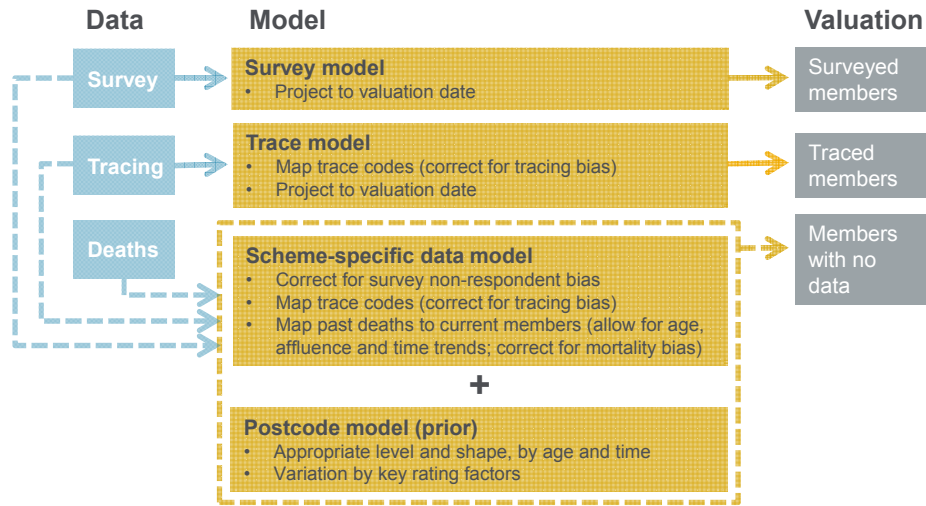 Data Model Valuation
Survey
Survey model
• Project to valuation date
Surveyed
members
Tracing
Trace model
• Map trace codes (correct for tracing bias)
• Project to valuation date
Traced
members
Deaths
Scheme-specific data model
• Correct for survey non-respondent bias
• Map trace codes (correct for tracing bias)
• Map past deaths to current members (allow for age,
affluence and time trends; correct for mortality bias)
Members
with no
data
+
Postcode model (prior)
• Appropriate level and shape, by age and time
• Variation by key rating factors